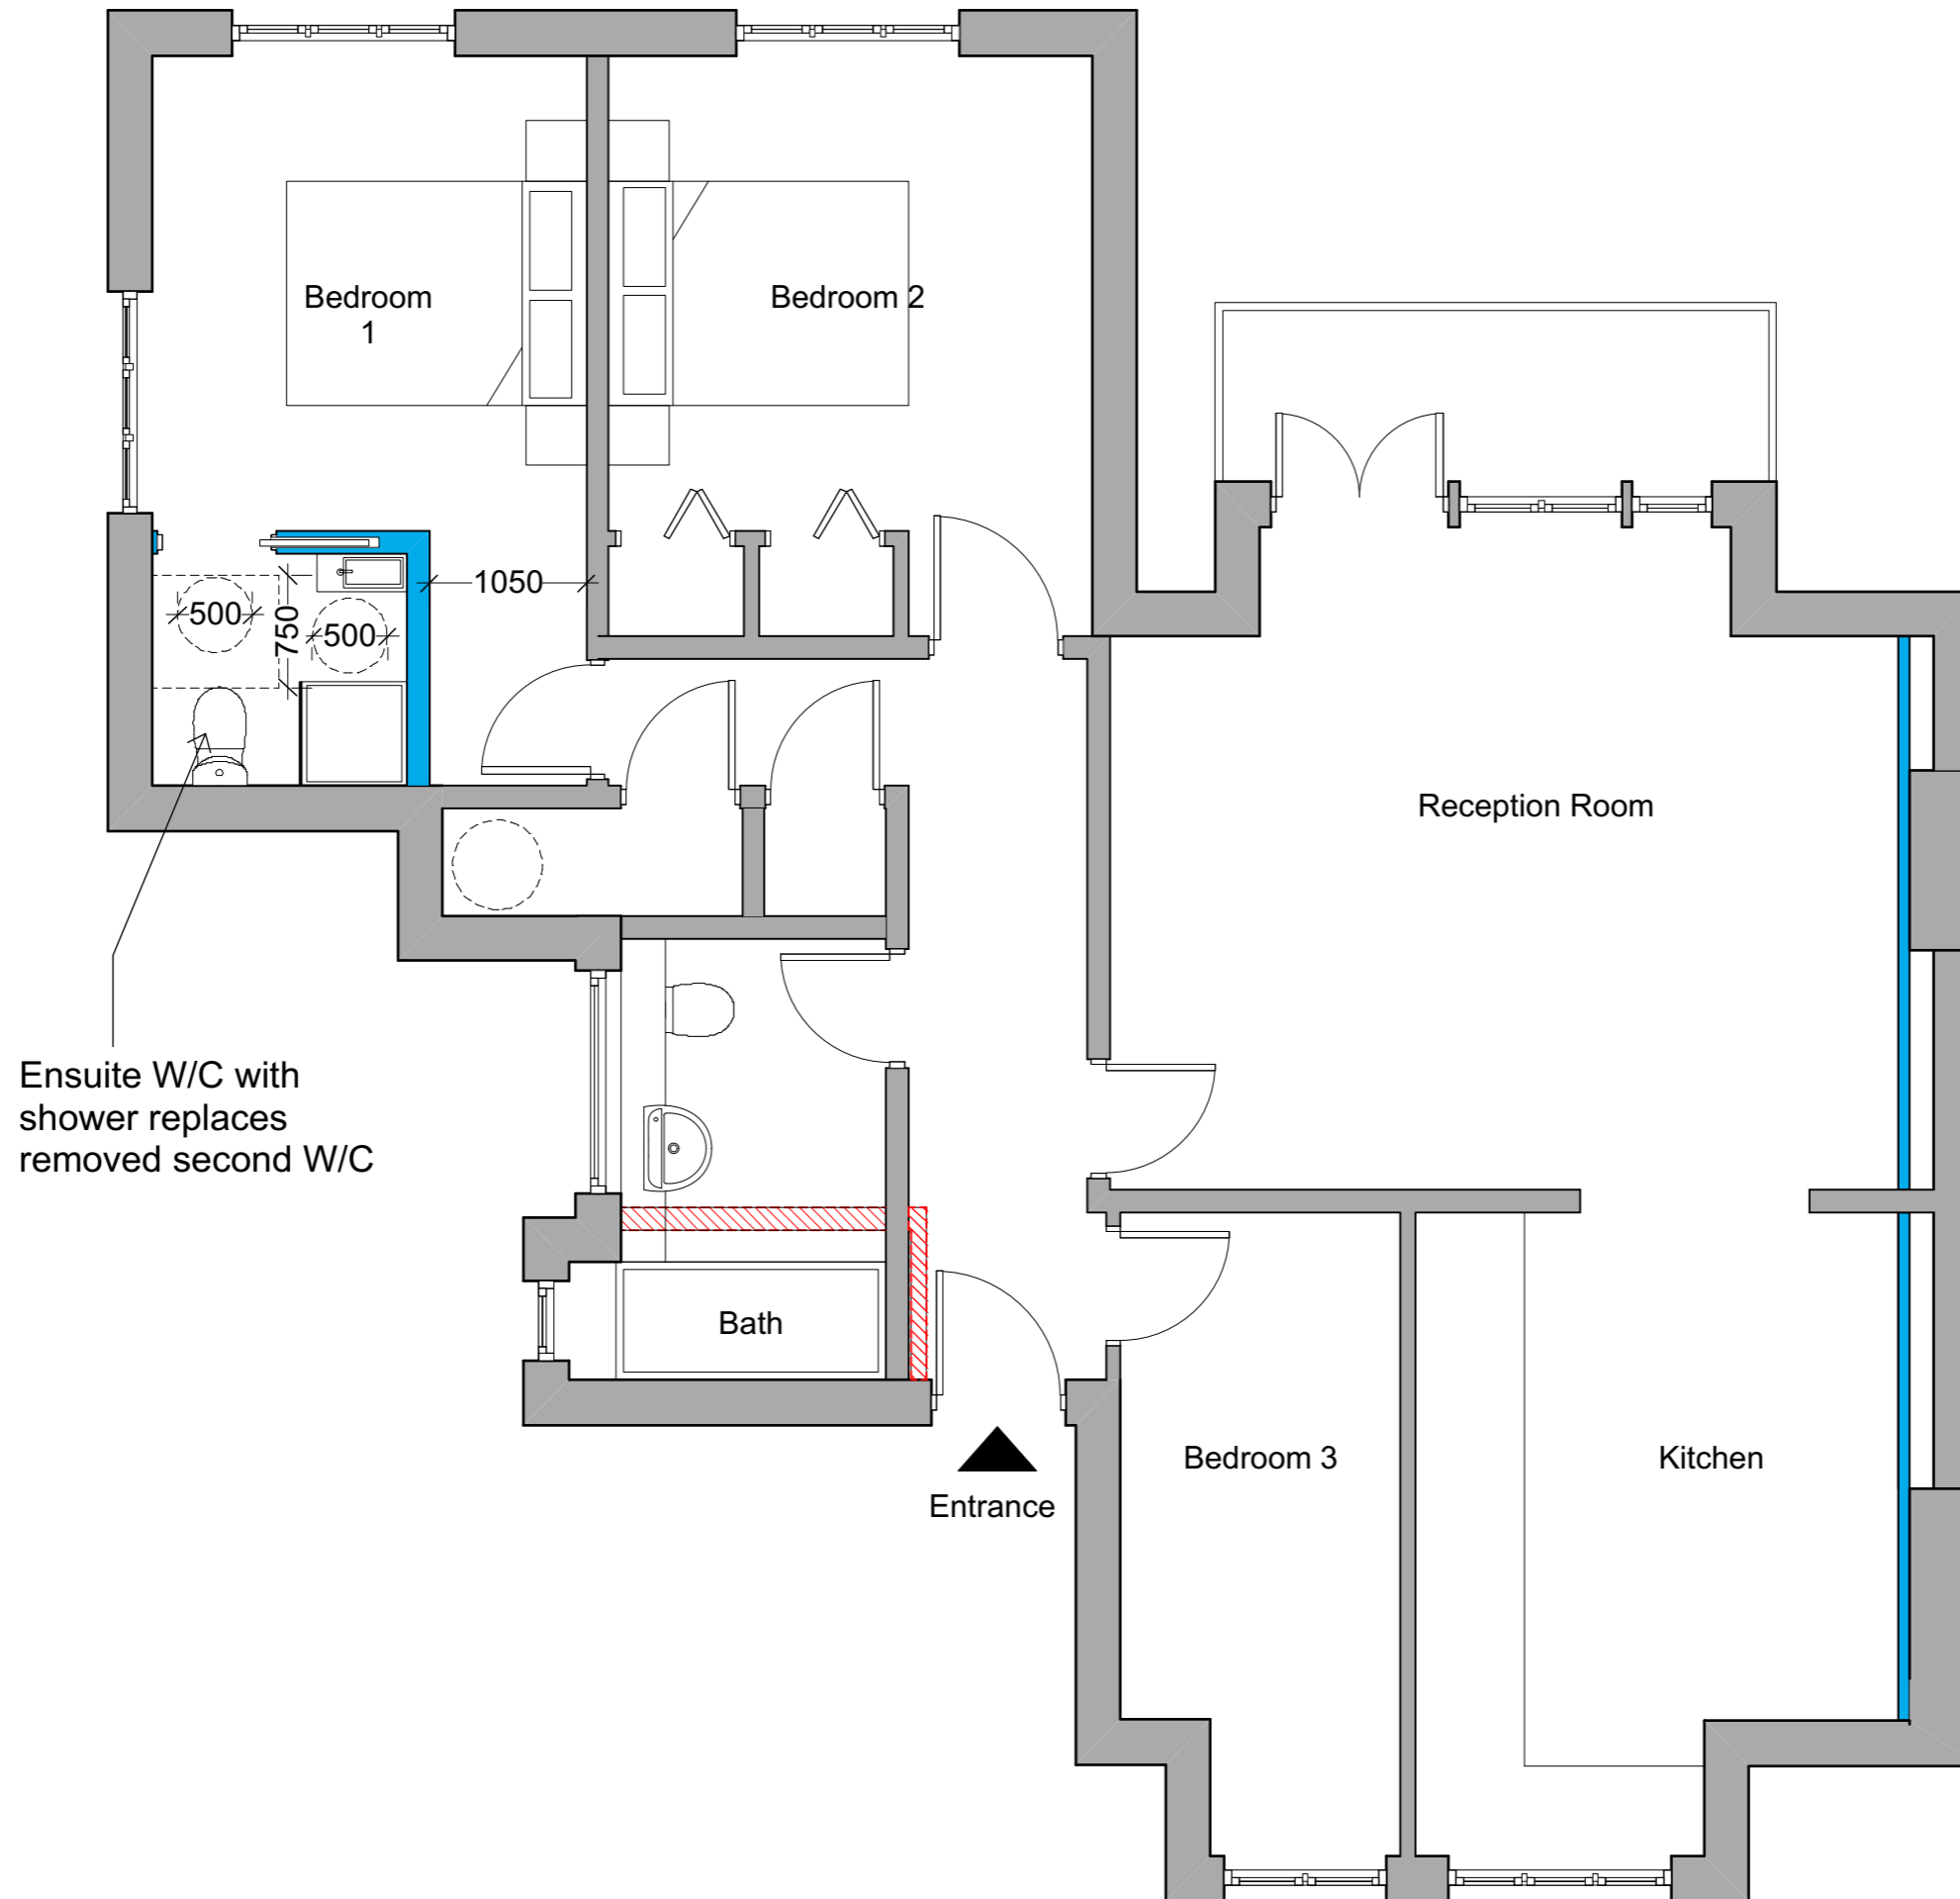 Bedroom
1
Bedroom 2
1050
500
750
500
Reception Room
Ensuite W/C with
shower replaces
removed second W/C
Bath
Bedroom 3
Kitchen
Entrance